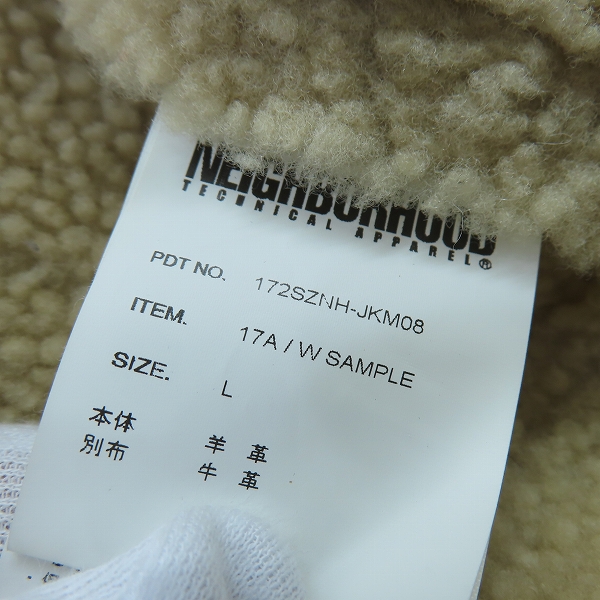 NEIGHBORHOOD
TECHNICAL APPAREL®
PDT NO. 172SZNH-JKM08
ITEM. 17A / W SAMPLE
SIZE. L
本体 羊 革
別布 牛 革